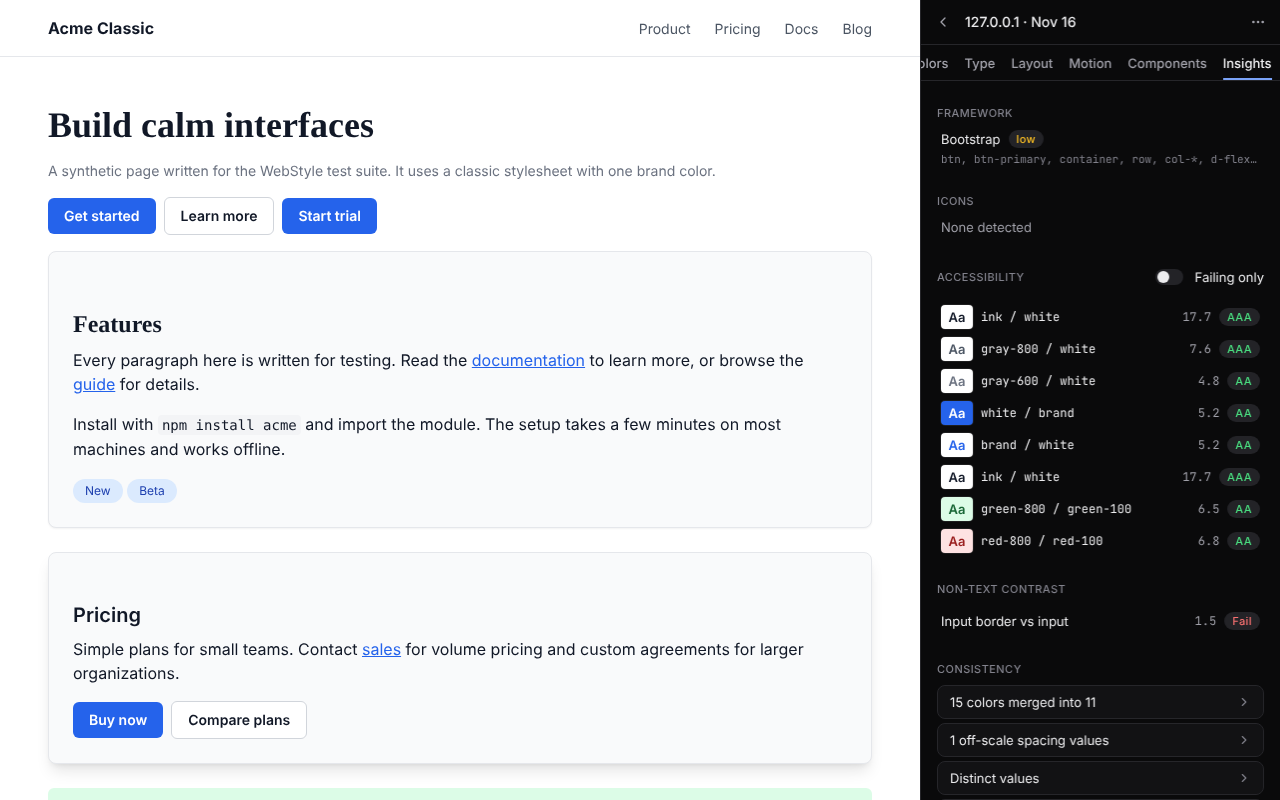 Acme Classic
Product
Pricing
Docs
Blog
Build calm interfaces
A synthetic page written for the WebStyle test suite. It uses a classic stylesheet with one brand color.
Get started
Learn more
Start trial
Features
Every paragraph here is written for testing. Read the documentation to learn more, or browse the
guide for details.
Install with npm install acme and import the module. The setup takes a few minutes on most
machines and works offline.
New
Beta
Pricing
Simple plans for small teams. Contact sales for volume pricing and custom agreements for larger
organizations.
Buy now
Compare plans
127.0.0.1 · Nov 16
olors
Type
Layout
Motion
Components
Insights
FRAMEWORK
Bootstrap low
btn, btn-primary, container, row, col-*, d-flex…
ICONS
None detected
ACCESSIBILITY
Failing only
Aa ink / white 17.7 AAA
Aa gray-800 / white 7.6 AAA
Aa gray-600 / white 4.8 AA
Aa white / brand 5.2 AA
Aa brand / white 5.2 AA
Aa ink / white 17.7 AAA
Aa green-800 / green-100 6.5 AA
Aa red-800 / red-100 6.8 AA
NON-TEXT CONTRAST
Input border vs input 1.5 Fail
CONSISTENCY
15 colors merged into 11
1 off-scale spacing values
Distinct values